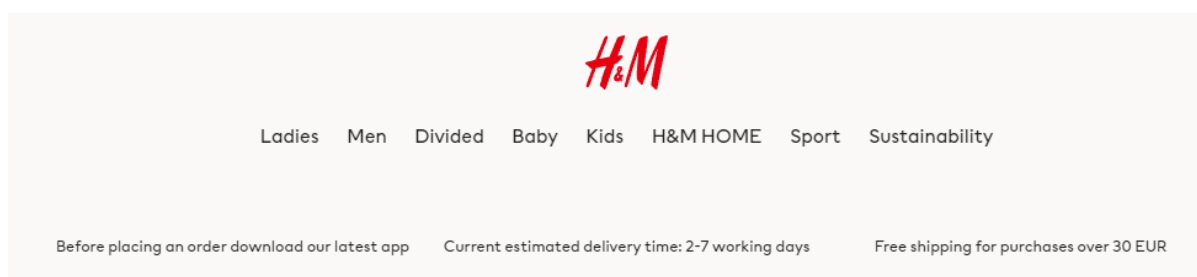 H&M
Ladies Men Divided Baby Kids H&M HOME Sport Sustainability
Before placing an order download our latest app Current estimated delivery time: 2-7 working days Free shipping for purchases over 30 EUR